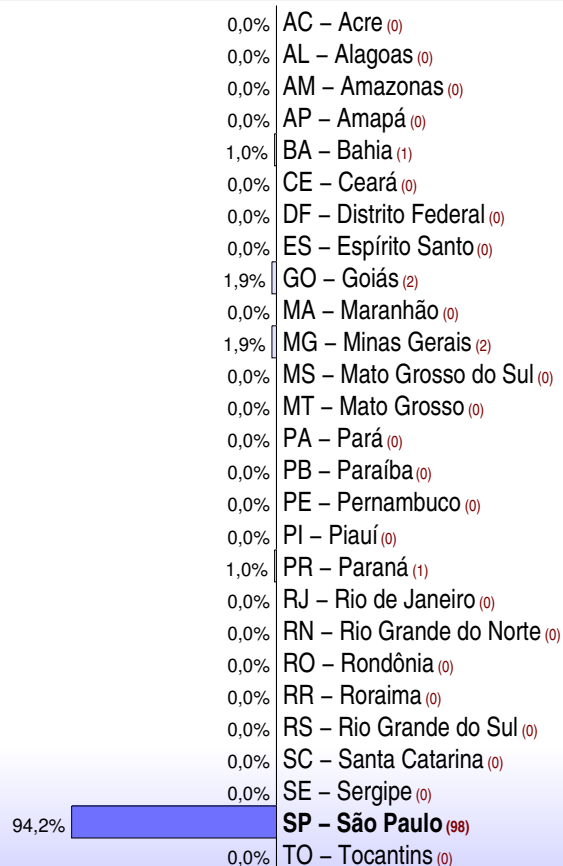 0,0% AC – Acre (0)
0,0% AL – Alagoas (0)
0,0% AM – Amazonas (0)
0,0% AP – Amapá (0)
1,0% BA – Bahia (1)
0,0% CE – Ceará (0)
0,0% DF – Distrito Federal (0)
0,0% ES – Espírito Santo (0)
1,9% GO – Goiás (2)
0,0% MA – Maranhão (0)
1,9% MG – Minas Gerais (2)
0,0% MS – Mato Grosso do Sul (0)
0,0% MT – Mato Grosso (0)
0,0% PA – Pará (0)
0,0% PB – Paraíba (0)
0,0% PE – Pernambuco (0)
0,0% PI – Piauí (0)
1,0% PR – Paraná (1)
0,0% RJ – Rio de Janeiro (0)
0,0% RN – Rio Grande do Norte (0)
0,0% RO – Rondônia (0)
0,0% RR – Roraima (0)
0,0% RS – Rio Grande do Sul (0)
0,0% SC – Santa Catarina (0)
0,0% SE – Sergipe (0)
94,2% SP – São Paulo (98)
0,0% TO – Tocantins (0)